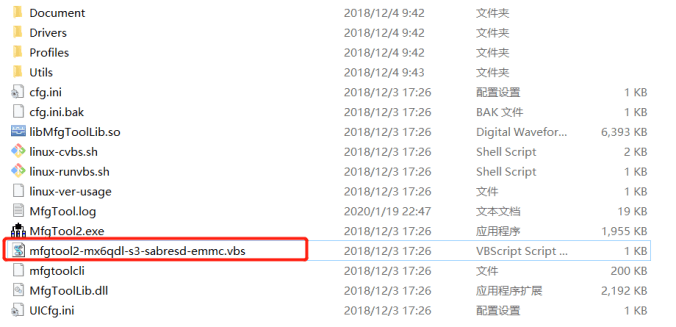 Document 2018/12/4 9:42 文件夹
Drivers 2018/12/4 9:42 文件夹
Profiles 2018/12/4 9:42 文件夹
Utils 2018/12/4 9:43 文件夹
cfg.ini 2018/12/3 17:26 配置设置 1 KB
cfg.ini.bak 2018/12/3 17:26 BAK 文件 1 KB
libMfgToolLib.so 2018/12/3 17:26 Digital Wavefor... 6,393 KB
linux-cvbs.sh 2018/12/3 17:26 Shell Script 2 KB
linux-runvbs.sh 2018/12/3 17:26 Shell Script 1 KB
linux-ver-usage 2018/12/3 17:26 文件 1 KB
MfgTool.log 2020/1/19 22:47 文本文档 19 KB
MfgTool2.exe 2018/12/3 17:26 应用程序 1,955 KB
mfgtool2-mx6qdl-s3-sabresd-emmc.vbs 2018/12/3 17:26 VBScript Script ... 1 KB
mfgtoolcli 2018/12/3 17:26 文件 200 KB
MfgToolLib.dll 2018/12/3 17:26 应用程序扩展 2,192 KB
UICfg.ini 2018/12/3 17:26 配置设置 1 KB